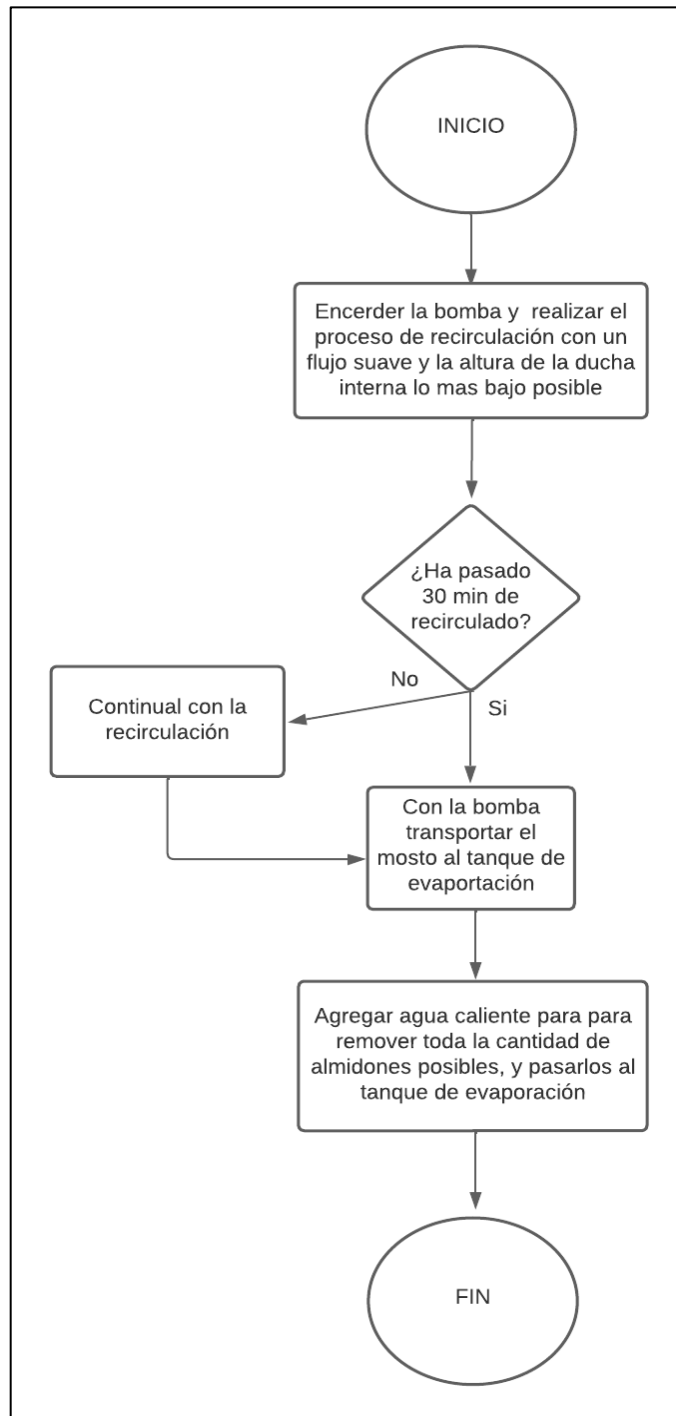 INICIO
Encerder la bomba y realizar el
proceso de recirculación con un
flujo suave y la altura de la ducha
interna lo mas bajo posible
¿Ha pasado
30 min de
recirculado?
No
Si
Continual con la
recirculación
Con la bomba
transportar el
mosto al tanque de
evaportación
Agregar agua caliente para para
remover toda la cantidad de
almidones posibles, y pasarlos al
tanque de evaporación
FIN